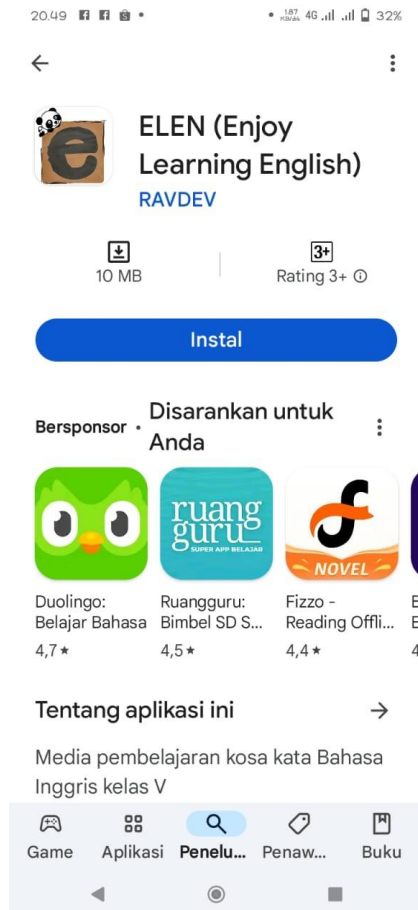 20.49
4G
32%
ELEN (Enjoy
Learning English)
RAVDEV
10 MB
3+
Rating 3+
Instal
Bersponsor •
Disarankan untuk
Anda
ruang
guru
SUPER APP BELAJAR
NOVEL
Duolingo:
Belajar Bahasa
4,7★
Ruangguru:
Bimbel SD S...
4,5★
Fizzo -
Reading Offli...
4,4★
Tentang aplikasi ini
Media pembelajaran kosa kata Bahasa
Inggris kelas V
Game
Aplikasi
Penelu...
Penaw...
Buku